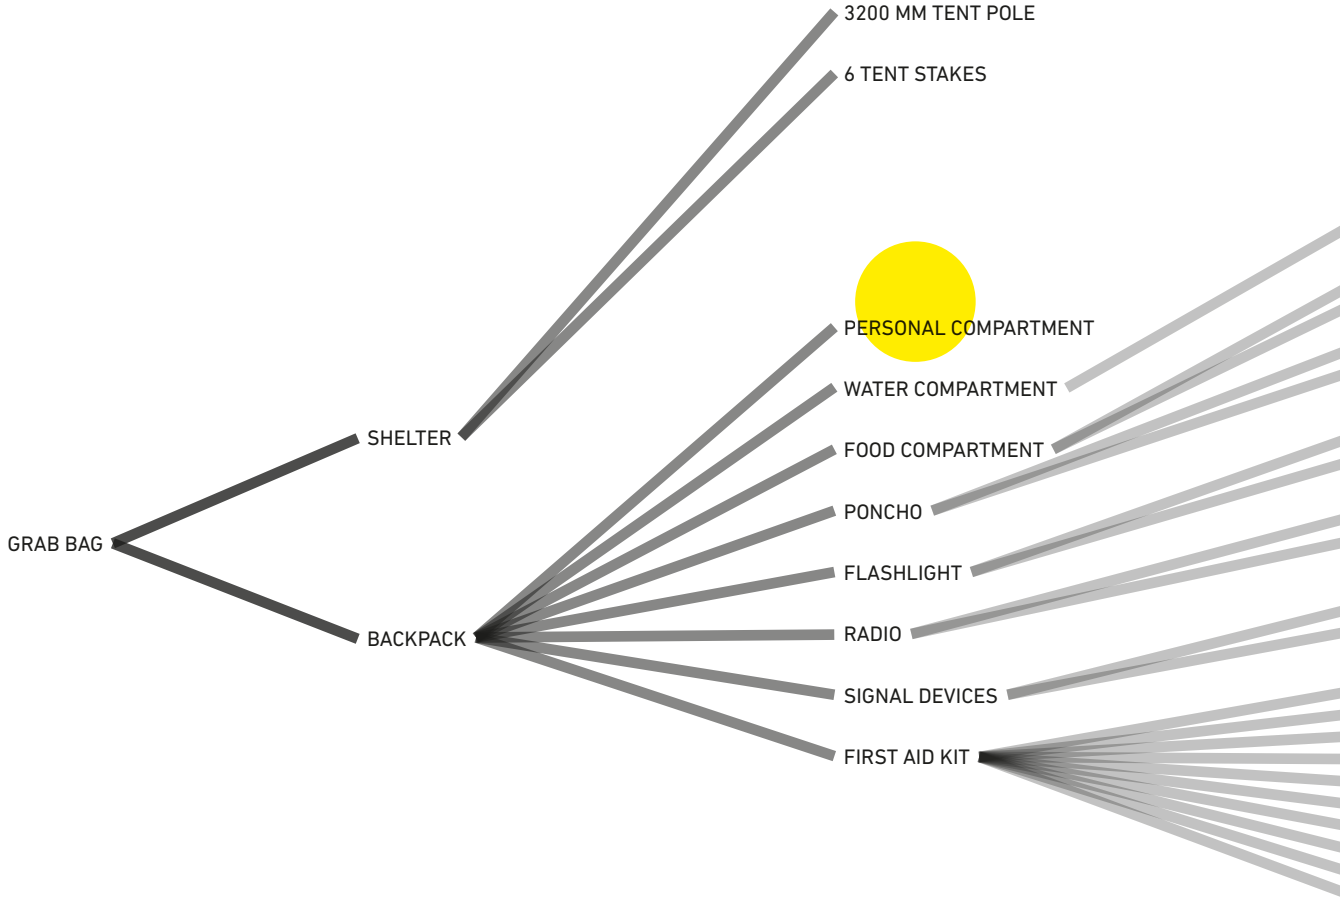 3200 MM TENT POLE
6 TENT STAKES
PERSONAL COMPARTMENT
WATER COMPARTMENT
SHELTER
FOOD COMPARTMENT
PONCHO
GRAB BAG
FLASHLIGHT
BACKPACK
RADIO
SIGNAL DEVICES
FIRST AID KIT